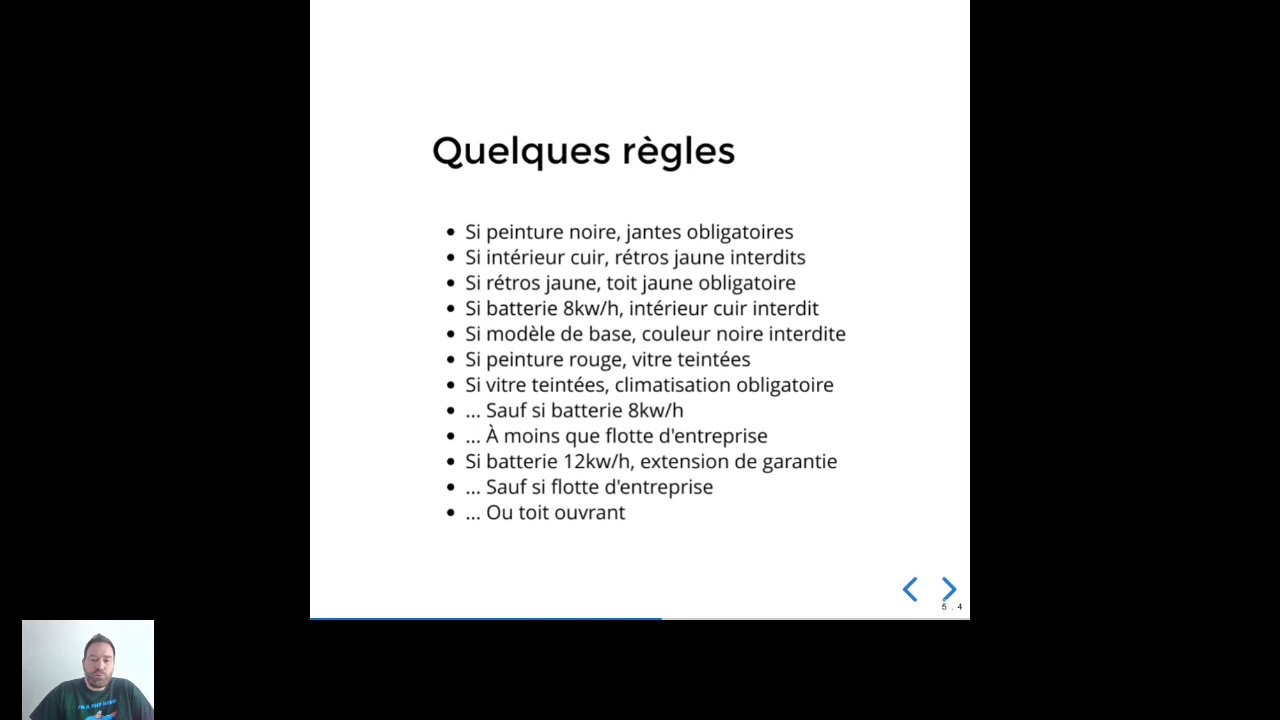 Quelques règles
Si peinture noire, jantes obligatoires
Si intérieur cuir, rétros jaune interdits
Si rétros jaune, toit jaune obligatoire
Si batterie 8kw/h, intérieur cuir interdit
Si modèle de base, couleur noire interdite
Si peinture rouge, vitre teintées
Si vitre teintées, climatisation obligatoire
... Sauf si batterie 8kw/h
... À moins que flotte d'entreprise
Si batterie 12kw/h, extension de garantie
... Sauf si flotte d'entreprise
... Ou toit ouvrant
5 . 4